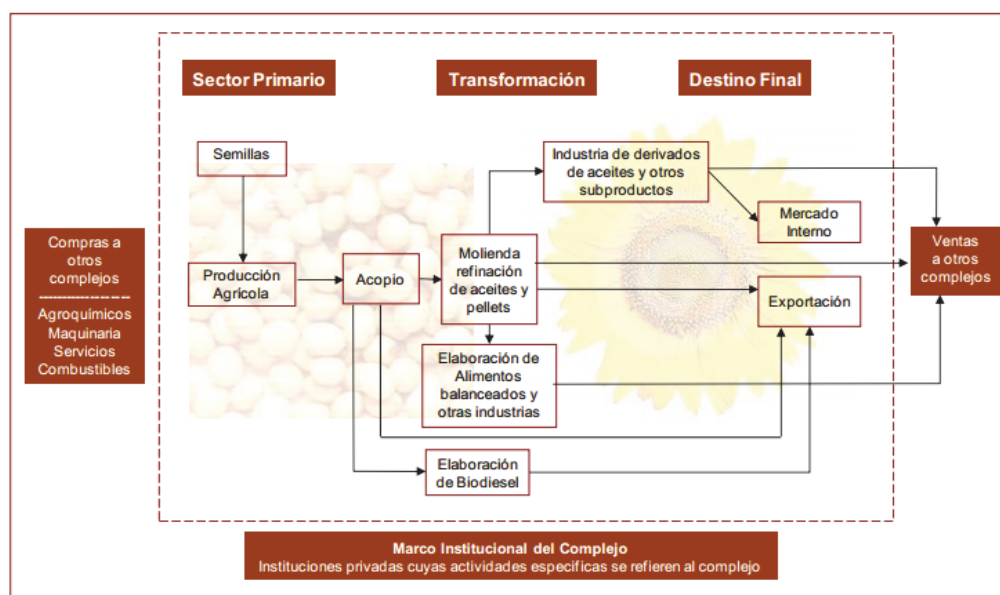 Sector Primario
Transformación
Destino Final
Semillas
Industria de derivados
de aceites y otros
subproductos
Mercado
Interno
Compras a
otros
complejos
--------------------
Agroquímicos
Maquinaria
Servicios
Combustibles
Producción
Agrícola
Acopio
Molienda
refinación
de aceites y
pellets
Exportación
Ventas
a otros
complejos
Elaboración de
Alimentos
balanceados y
otras industrias
Elaboración
de Biodiesel
Marco Institucional del Complejo
Instituciones privadas cuyas actividades especificas se refieren al complejo